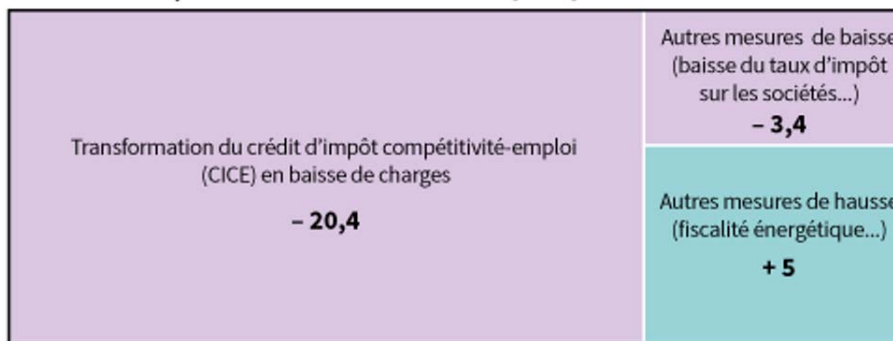 Transformation du crédit d'impôt compétitivité-emploi
(CICE) en baisse de charges
– 20,4
Autres mesures de baisse
(baisse du taux d'impôt
sur les sociétés...)
– 3,4
Autres mesures de hausse
(fiscalité énergétique...)
+ 5